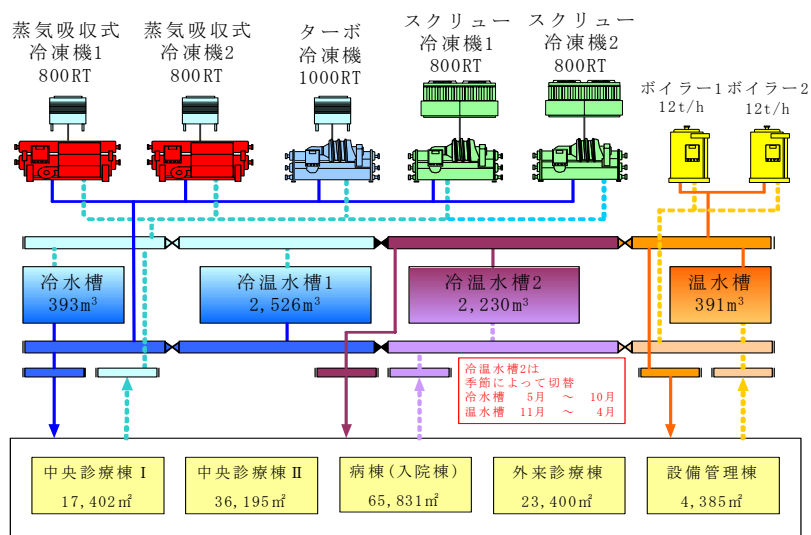 蒸気吸収式
冷凍機1
800RT
蒸気吸収式
冷凍機2
800RT
ターボ
冷凍機
1000RT
スクリュー
冷凍機1
800RT
スクリュー
冷凍機2
800RT
ボイラー1
12t/h
ボイラー2
12t/h
冷水槽
393m³
冷温水槽1
2,526m³
冷温水槽2
2,230m³
温水槽
391m³
冷温水槽2は
季節によって切替
冷水槽 5月 ～ 10月
温水槽 11月 ～ 4月
中央診療棟Ⅰ
17,402㎡
中央診療棟Ⅱ
36,195㎡
病棟(入院棟)
65,831㎡
外来診療棟
23,400㎡
設備管理棟
4,385㎡